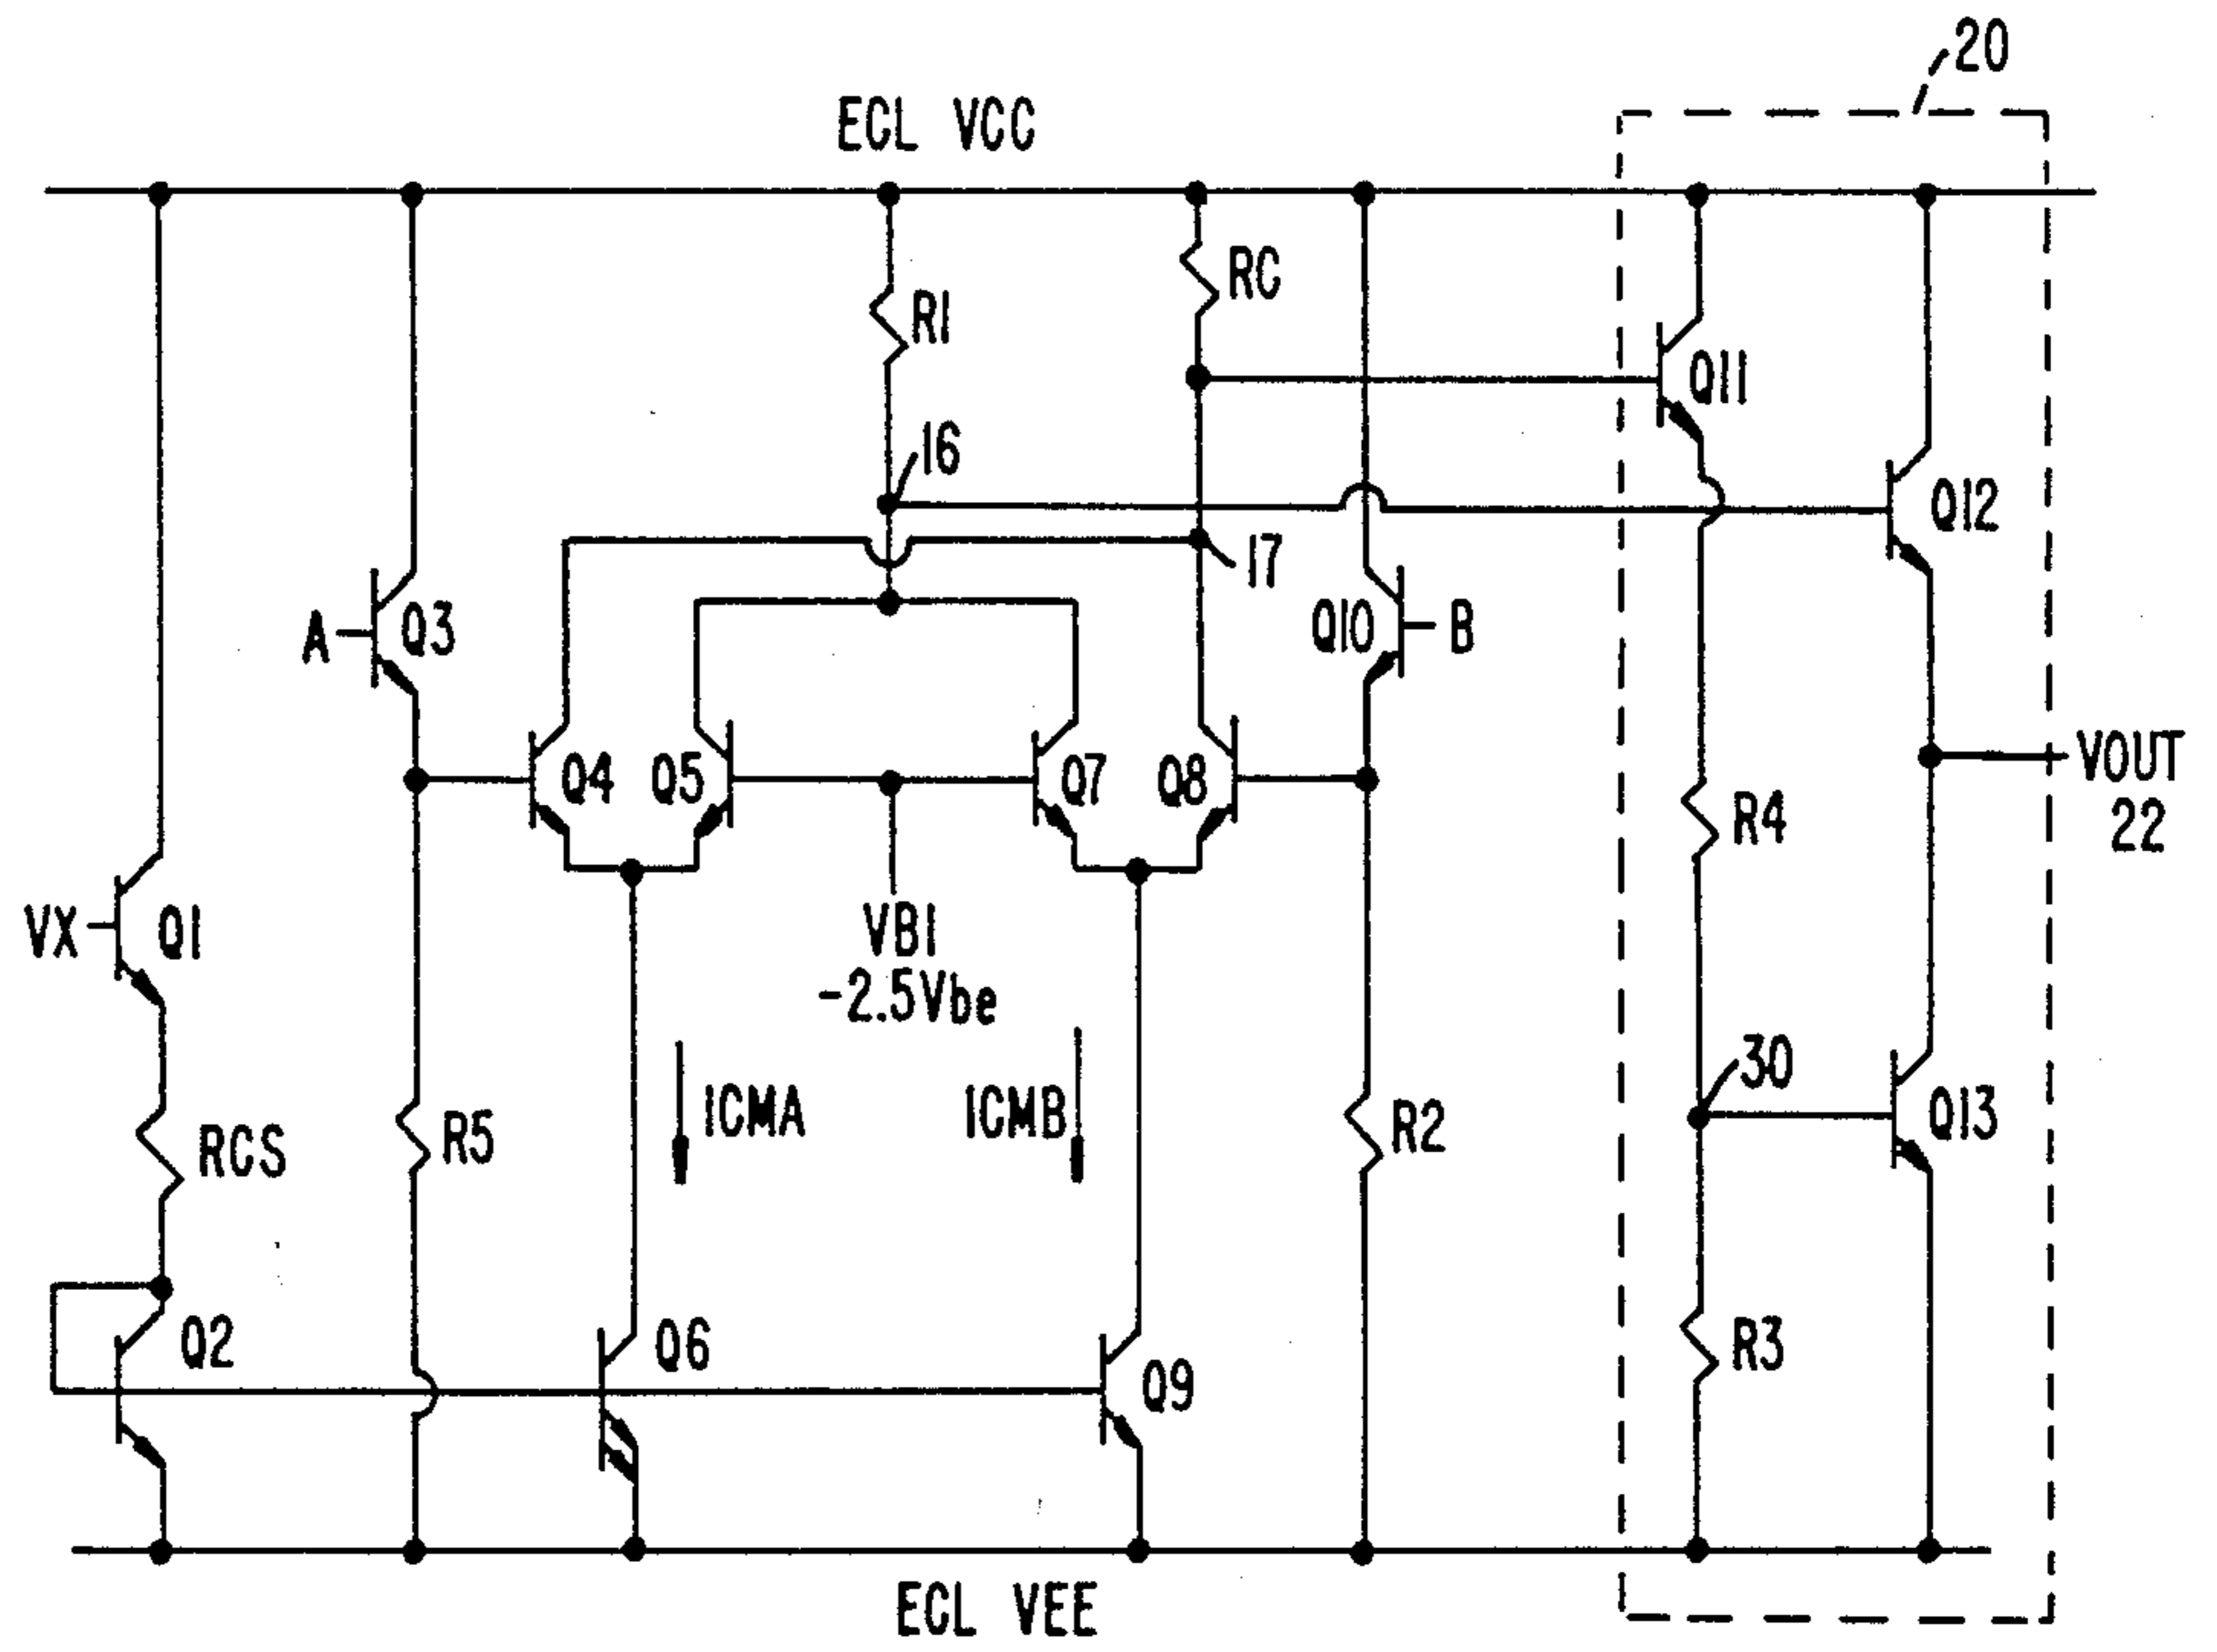 20
ECL VCC
RC
R1
Q11
16
Q12
17
A
Q3
Q10
B
Q4
Q5
Q7
Q8
VOUT
22
R4
VX
Q1
VB1
-2.5Vbe
30
ICMA
ICMB
Q13
R5
R2
RCS
Q2
Q6
R3
Q9
ECL VEE